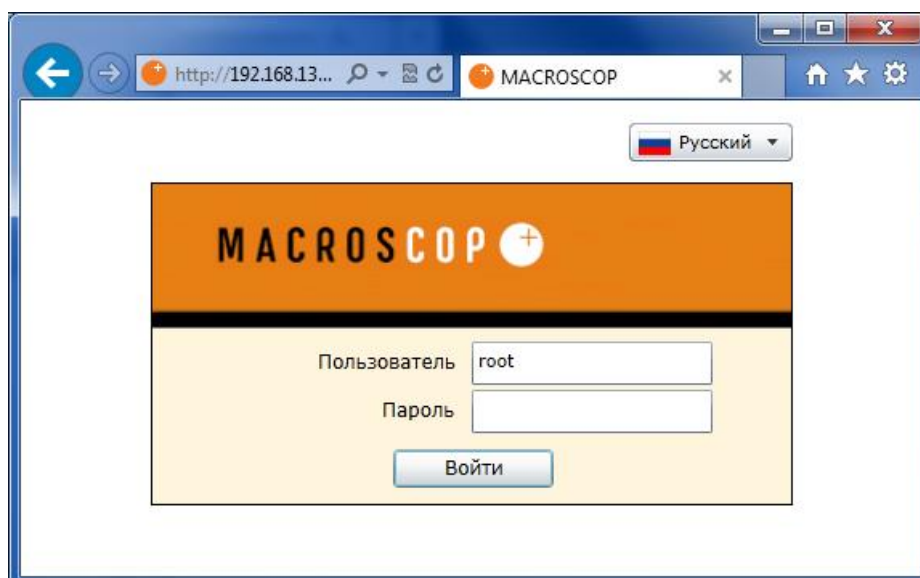 http://192.168.13... MACROSCOP
Русский
MACROSCOP
Пользователь root
Пароль
Войти